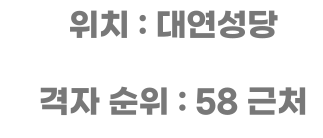 위치 : 대연성당
격자 순위 : 58 근처